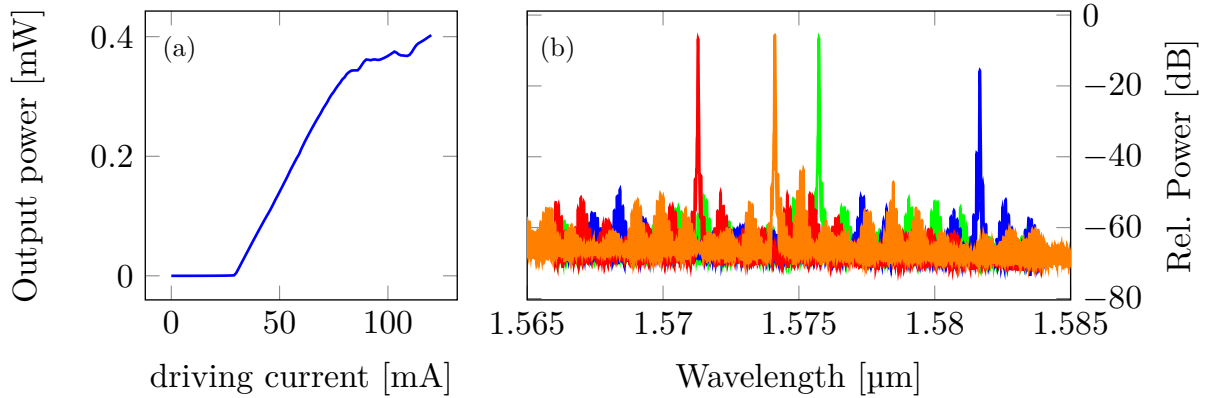 Output power [mW]
0.4
0.2
0
(a)
0 50 100
driving current [mA]
(b)
0
−20
−40
−60
−80
Rel. Power [dB]
1.565 1.57 1.575 1.58 1.585
Wavelength [µm]